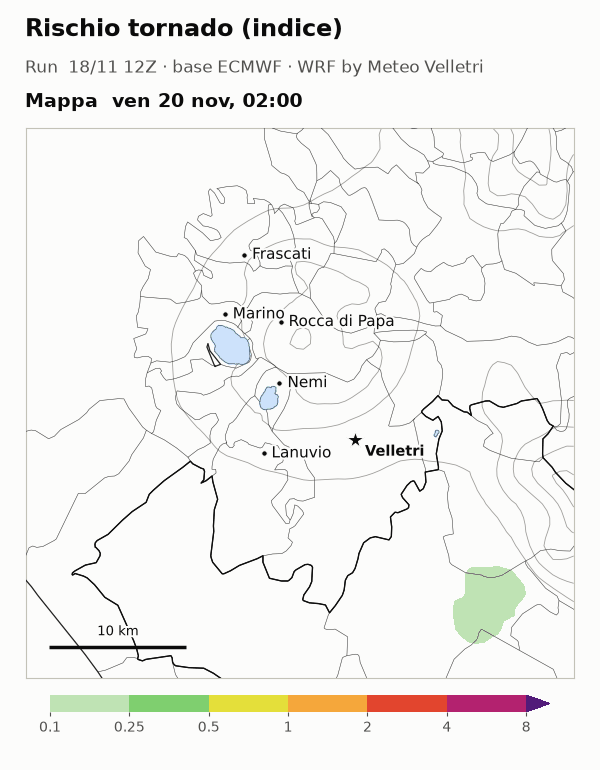 Rischio tornado (indice)
Run  18/11 12Z · base ECMWF · WRF by Meteo Velletri
Mappa  ven 20 nov, 02:00
Frascati
Marino
Rocca di Papa
Nemi
Velletri
Lanuvio
10 km
0.1 0.25 0.5 1 2 4 8